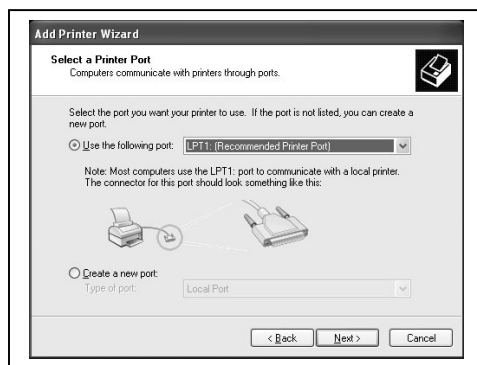 Add Printer Wizard
Select a Printer Port
Computers communicate with printers through ports.
Select the port you want your printer to use. If the port is not listed, you can create a
new port.
Use the following port: LPT1: (Recommended Printer Port)
Note: Most computers use the LPT1: port to communicate with a local printer.
The connector for this port should look something like this:
Create a new port:
Type of port: Local Port
< Back Next > Cancel